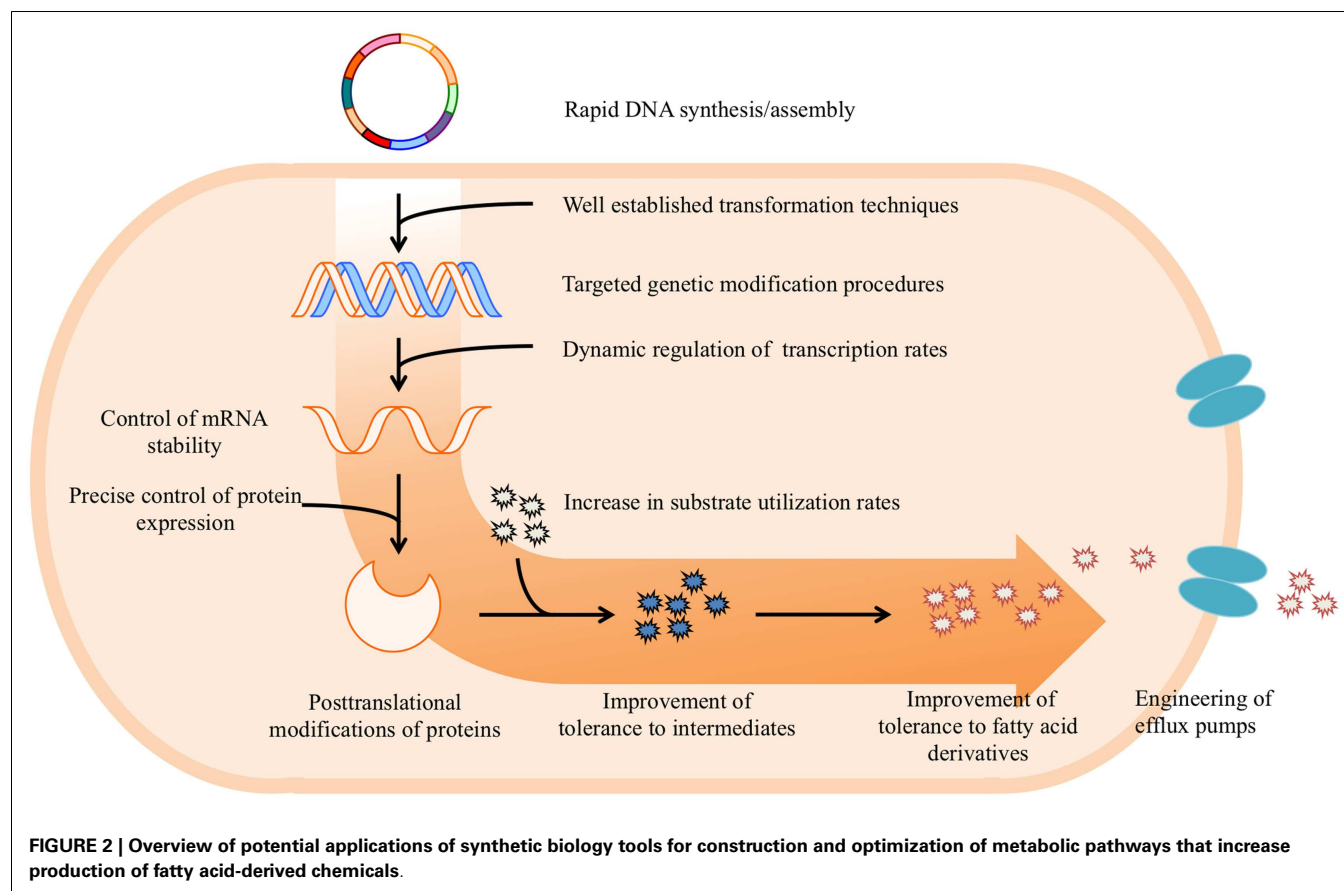 Rapid DNA synthesis/assembly
Well established transformation techniques
Targeted genetic modification procedures
Dynamic regulation of transcription rates
Control of mRNA
stability
Precise control of protein
expression
Increase in substrate utilization rates
Posttranslational
modifications of proteins
Improvement of
tolerance to intermediates
Improvement of
tolerance to fatty acid
derivatives
Engineering of
efflux pumps
FIGURE 2 | Overview of potential applications of synthetic biology tools for construction and optimization of metabolic pathways that increase
production of fatty acid-derived chemicals.